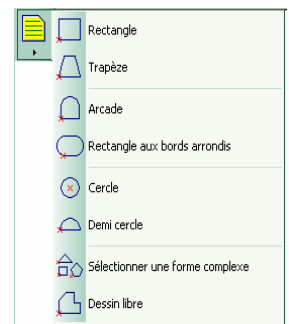 Rectangle
Trapèze
Arcade
Rectangle aux bords arrondis
Cercle
Demi cercle
Sélectionner une forme complexe
Dessin libre